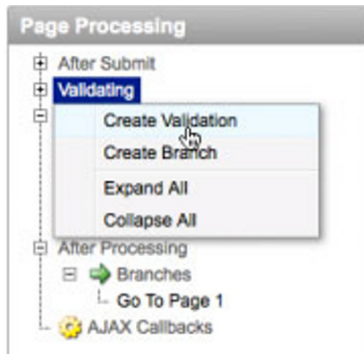 Page Processing
After Submit
Validating
Create Validation
Create Branch
Expand All
Collapse All
After Processing
Branches
Go To Page 1
AJAX Callbacks